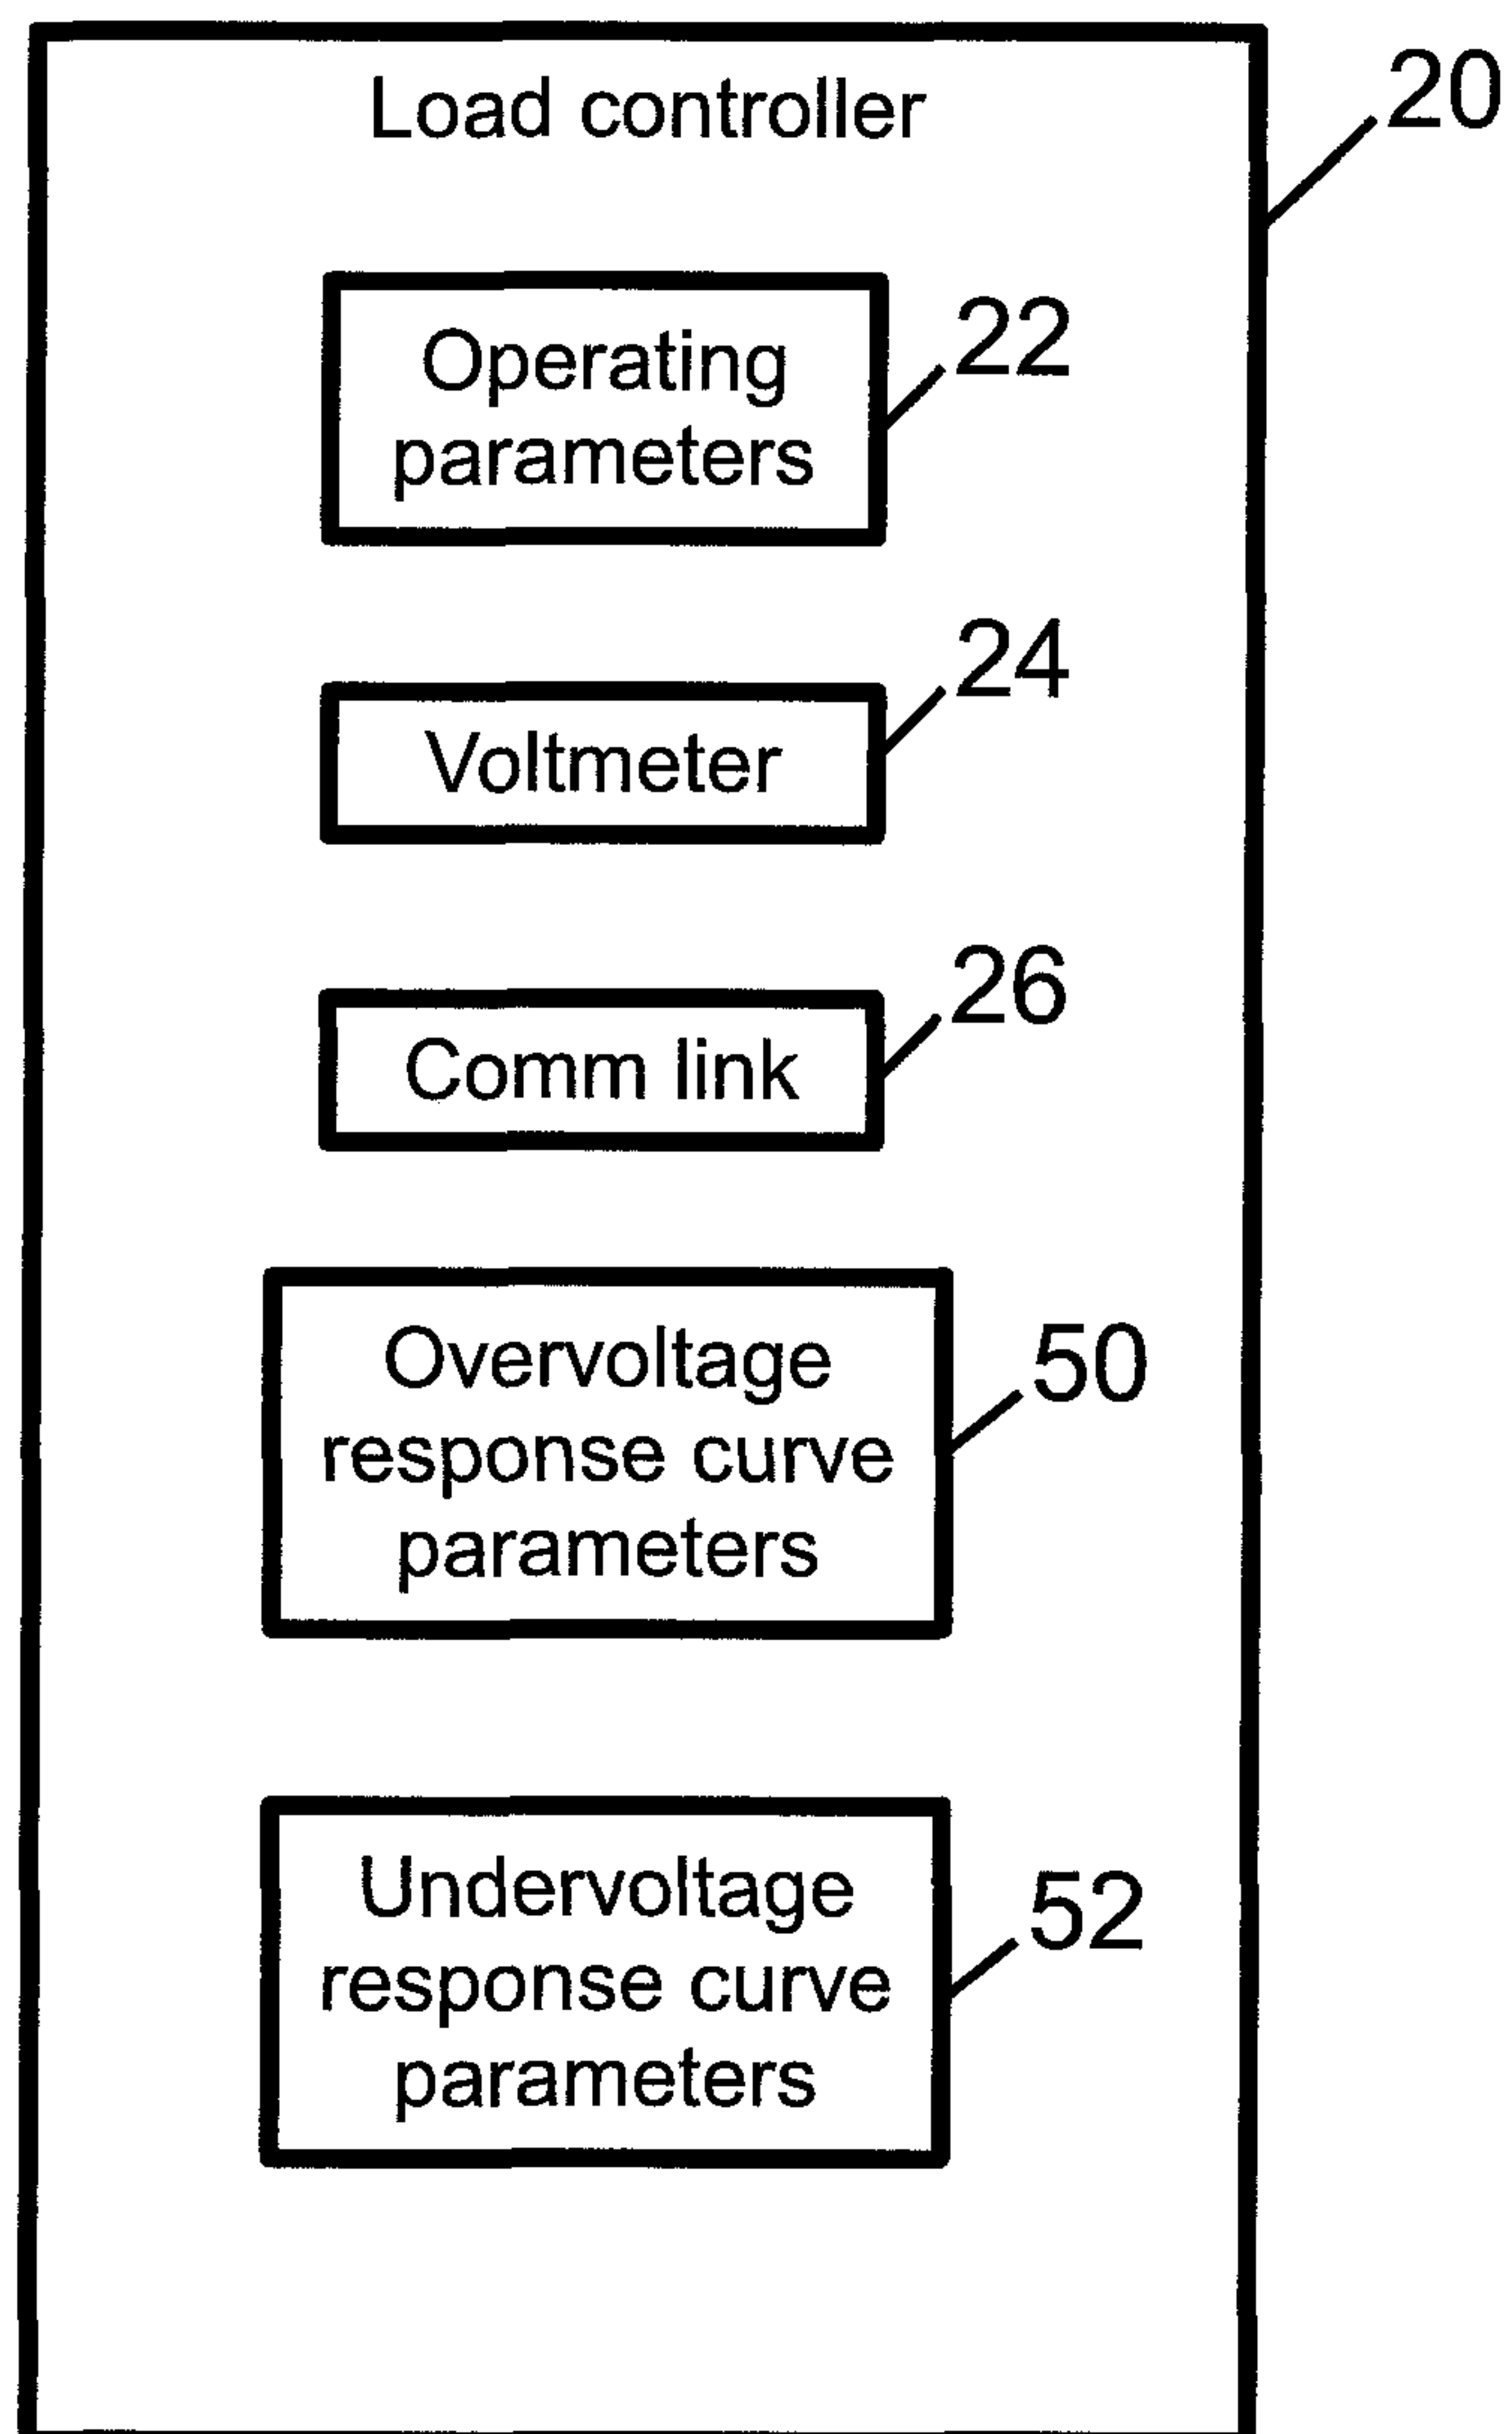 Load controller
20
Operating
parameters
22
Voltmeter
24
Comm link
26
Overvoltage
response curve
parameters
50
Undervoltage
response curve
parameters
52